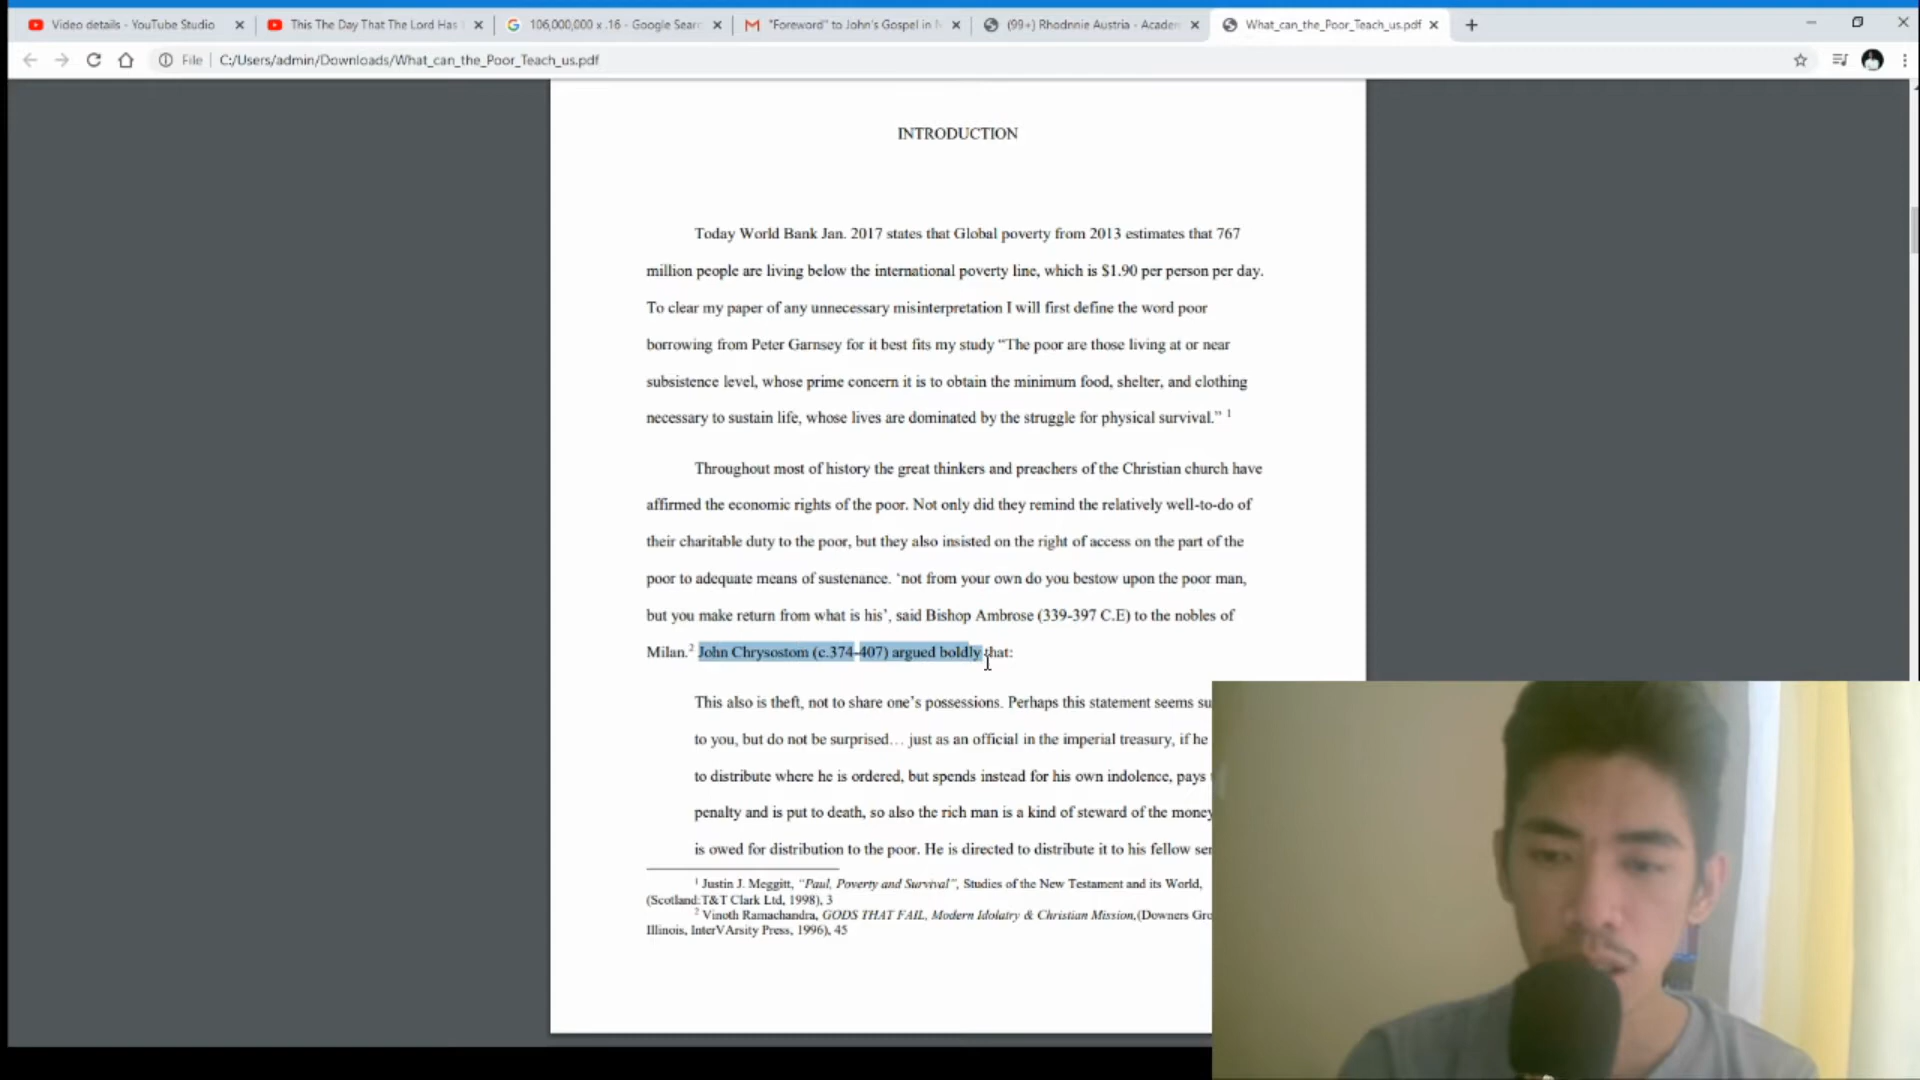 Video details - YouTube Studio
This The Day That The Lord Has
106,000,000 x .16 - Google Sear
"Foreword" to John's Gospel in
(99+) Rhodnnie Austria - Academ
What_can_the_Poor_Teach_us.pdf
File | C:/Users/admin/Downloads/What_can_the_Poor_Teach_us.pdf
INTRODUCTION
Today World Bank Jan. 2017 states that Global poverty from 2013 estimates that 767
million people are living below the international poverty line, which is $1.90 per person per day.
To clear my paper of any unnecessary misinterpretation I will first define the word poor
borrowing from Peter Garnsey for it best fits my study “The poor are those living at or near
subsistence level, whose prime concern it is to obtain the minimum food, shelter, and clothing
necessary to sustain life, whose lives are dominated by the struggle for physical survival.” 1
Throughout most of history the great thinkers and preachers of the Christian church have
affirmed the economic rights of the poor. Not only did they remind the relatively well-to-do of
their charitable duty to the poor, but they also insisted on the right of access on the part of the
poor to adequate means of sustenance. ‘not from your own do you bestow upon the poor man,
but you make return from what is his’, said Bishop Ambrose (339-397 C.E) to the nobles of
Milan.2 John Chrysostom (c.374-407) argued boldly that:
This also is theft, not to share one’s possessions. Perhaps this statement seems su
to you, but do not be surprised… just as an official in the imperial treasury, if he
to distribute where he is ordered, but spends instead for his own indolence, pays
penalty and is put to death, so also the rich man is a kind of steward of the money
is owed for distribution to the poor. He is directed to distribute it to his fellow ser
1 Justin J. Meggitt, “Paul, Poverty and Survival”, Studies of the New Testament and its World,
(Scotland: T&T Clark Ltd, 1998), 3
2 Vinoth Ramachandra, GODS THAT FAIL, Modern Idolatry & Christian Mission,(Downers Gro
Illinois, InterVArsity Press, 1996), 45